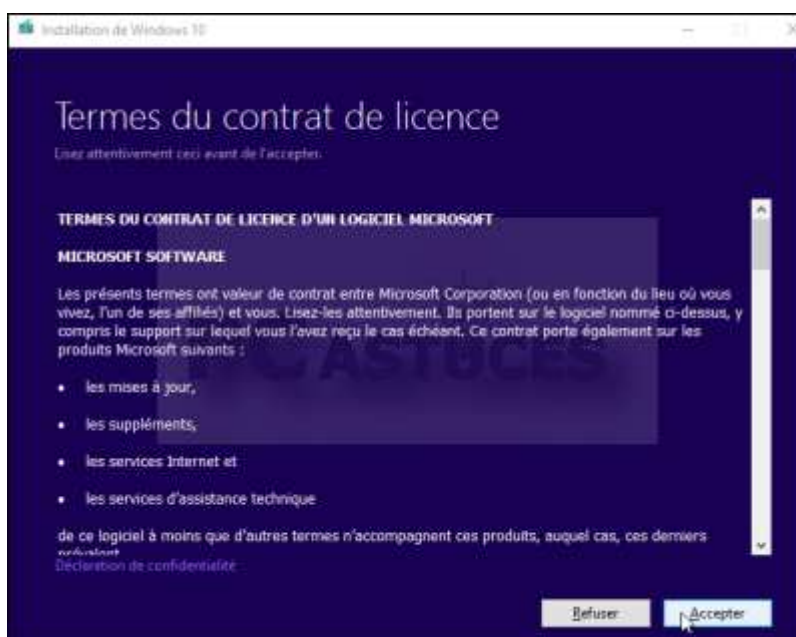 Installation de Windows 10
Termes du contrat de licence
Lisez attentivement ceci avant de l'accepter.
TERMES DU CONTRAT DE LICENCE D'UN LOGICIEL MICROSOFT
MICROSOFT SOFTWARE
Les présents termes ont valeur de contrat entre Microsoft Corporation (ou en fonction du lieu où vous
vivez, l'un de ses affiliés) et vous. Lisez-les attentivement. Ils portent sur le logiciel nommé ci-dessus, y
compris le support sur lequel vous l'avez reçu le cas échéant. Ce contrat porte également sur les
produits Microsoft suivants :
• les mises à jour,
• les suppléments,
• les services Internet et
• les services d'assistance technique
de ce logiciel à moins que d'autres termes n'accompagnent ces produits, auquel cas, ces derniers
prévalent
Déclaration de confidentialité
Refuser
Accepter
ASTUCES